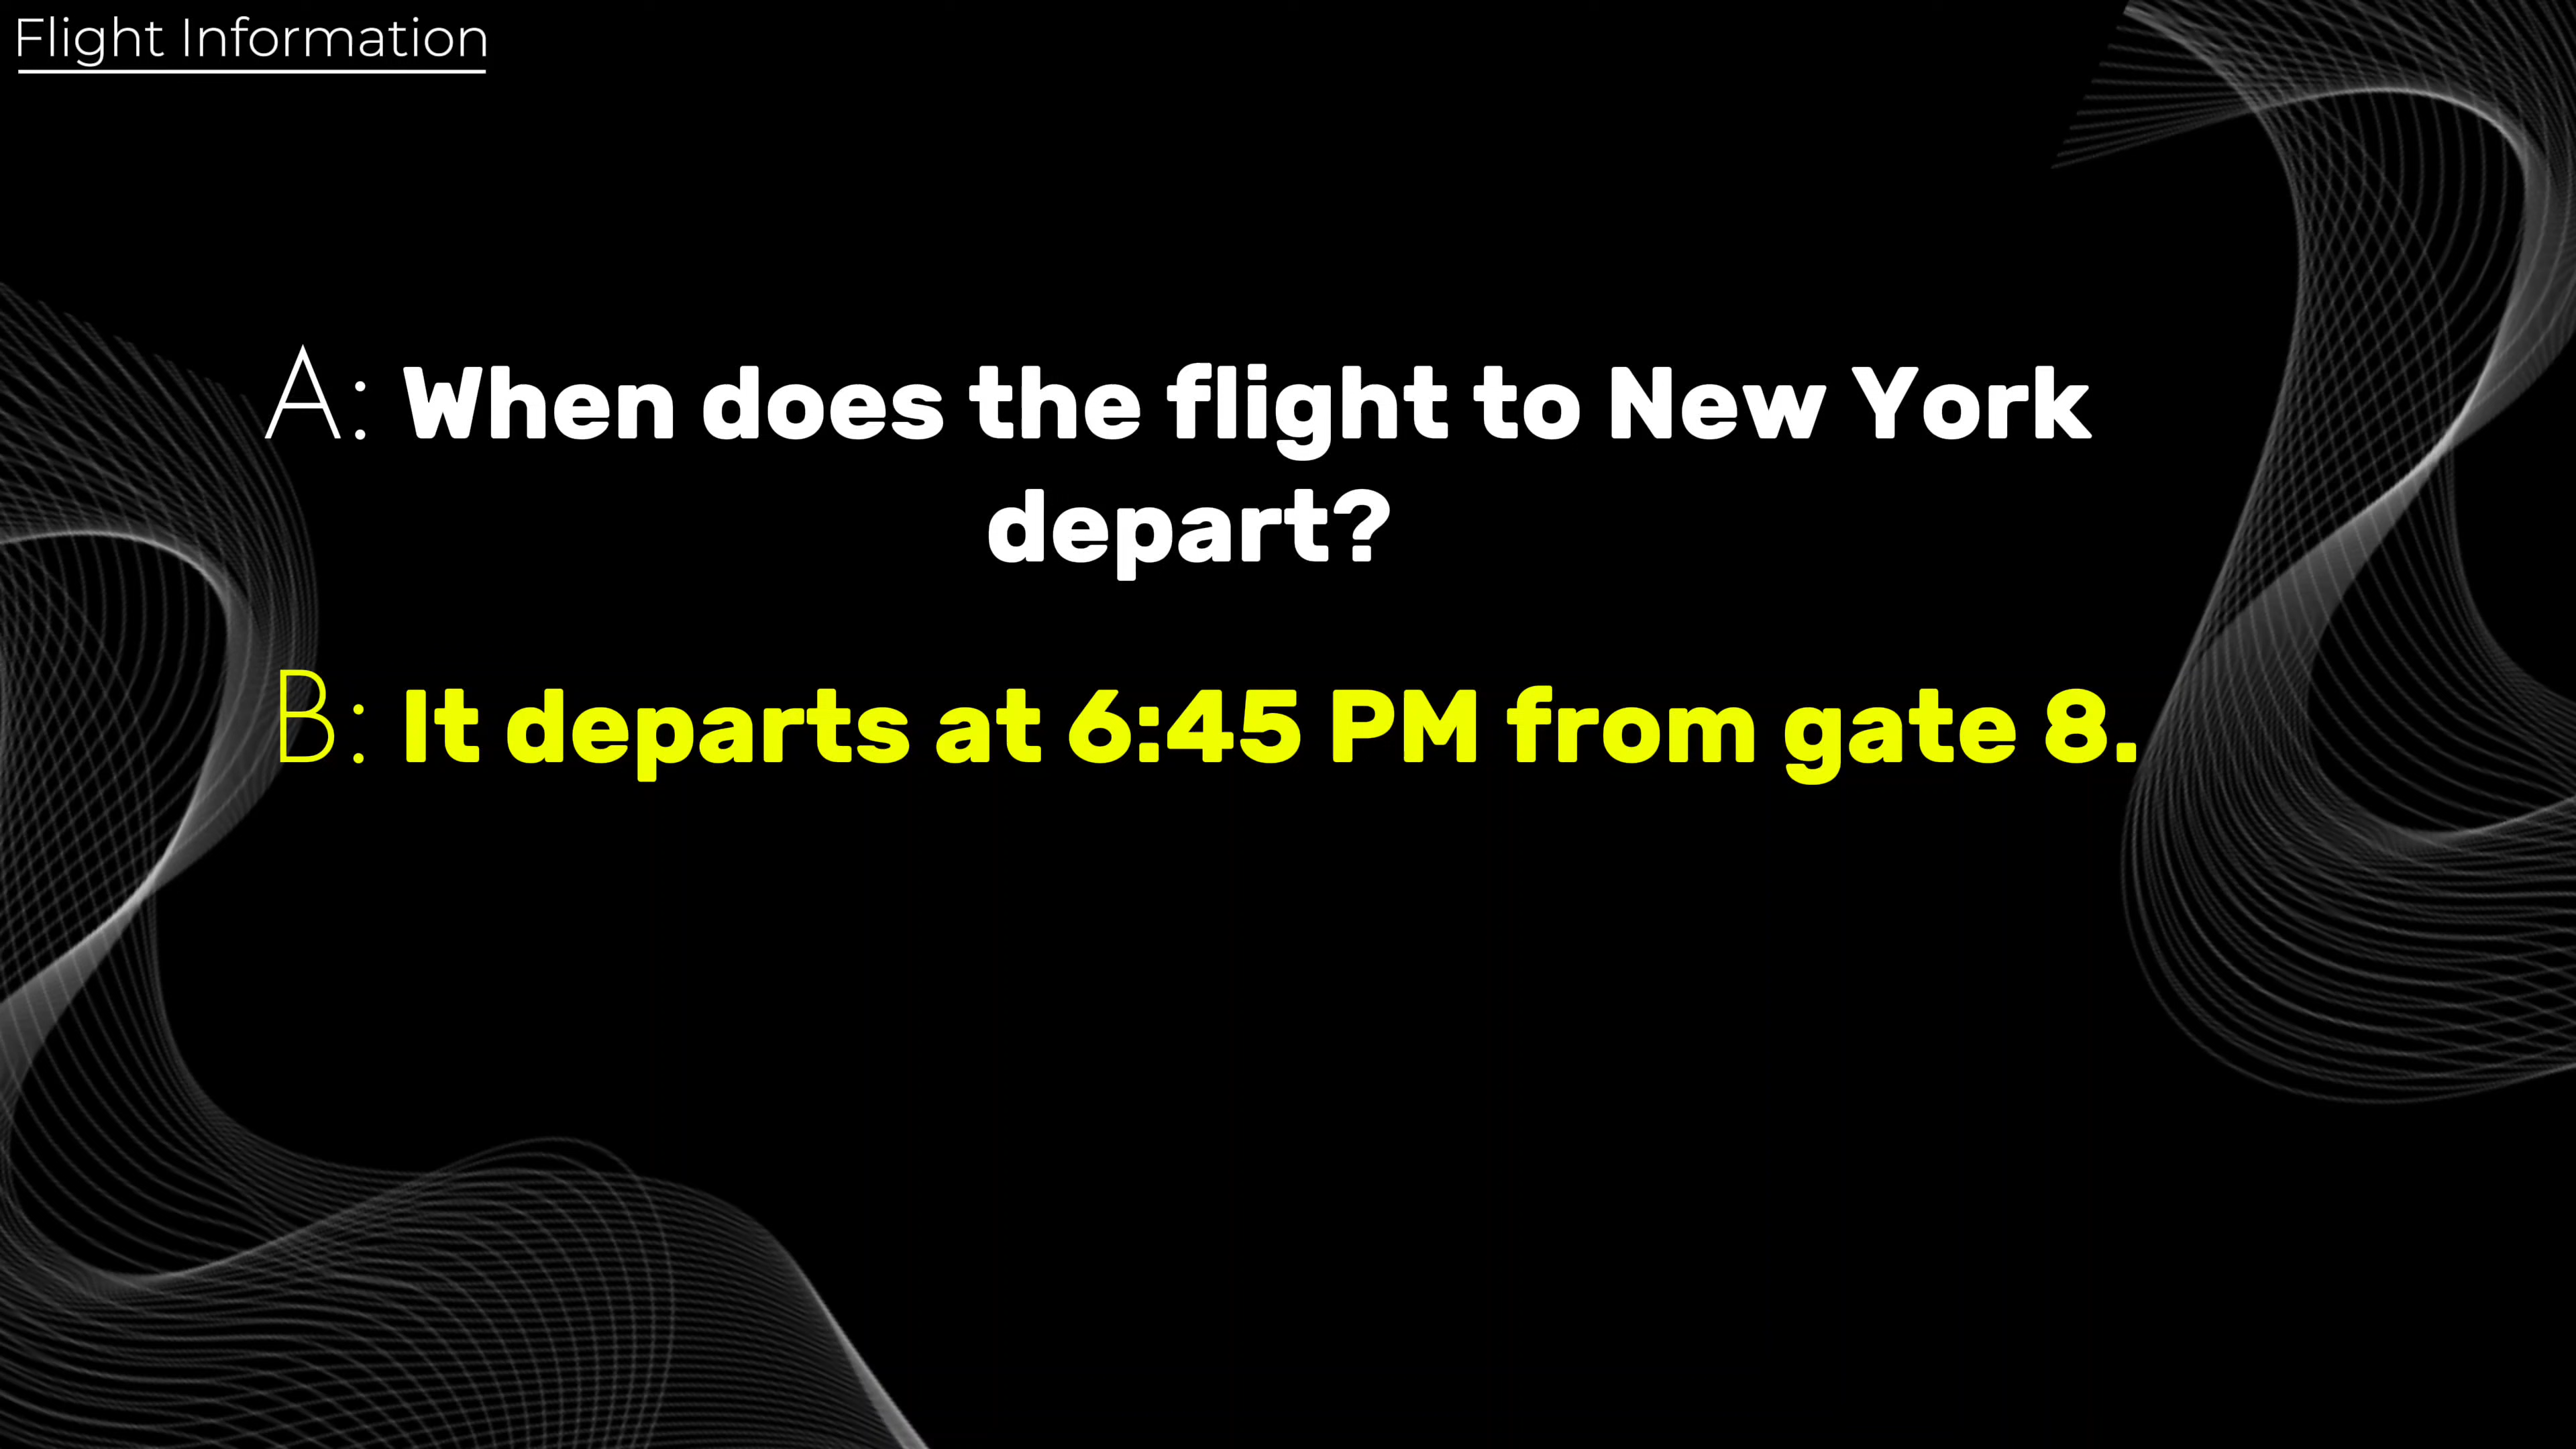 Flight Information
A: When does the flight to New York
depart?
B: It departs at 6:45 PM from gate 8.